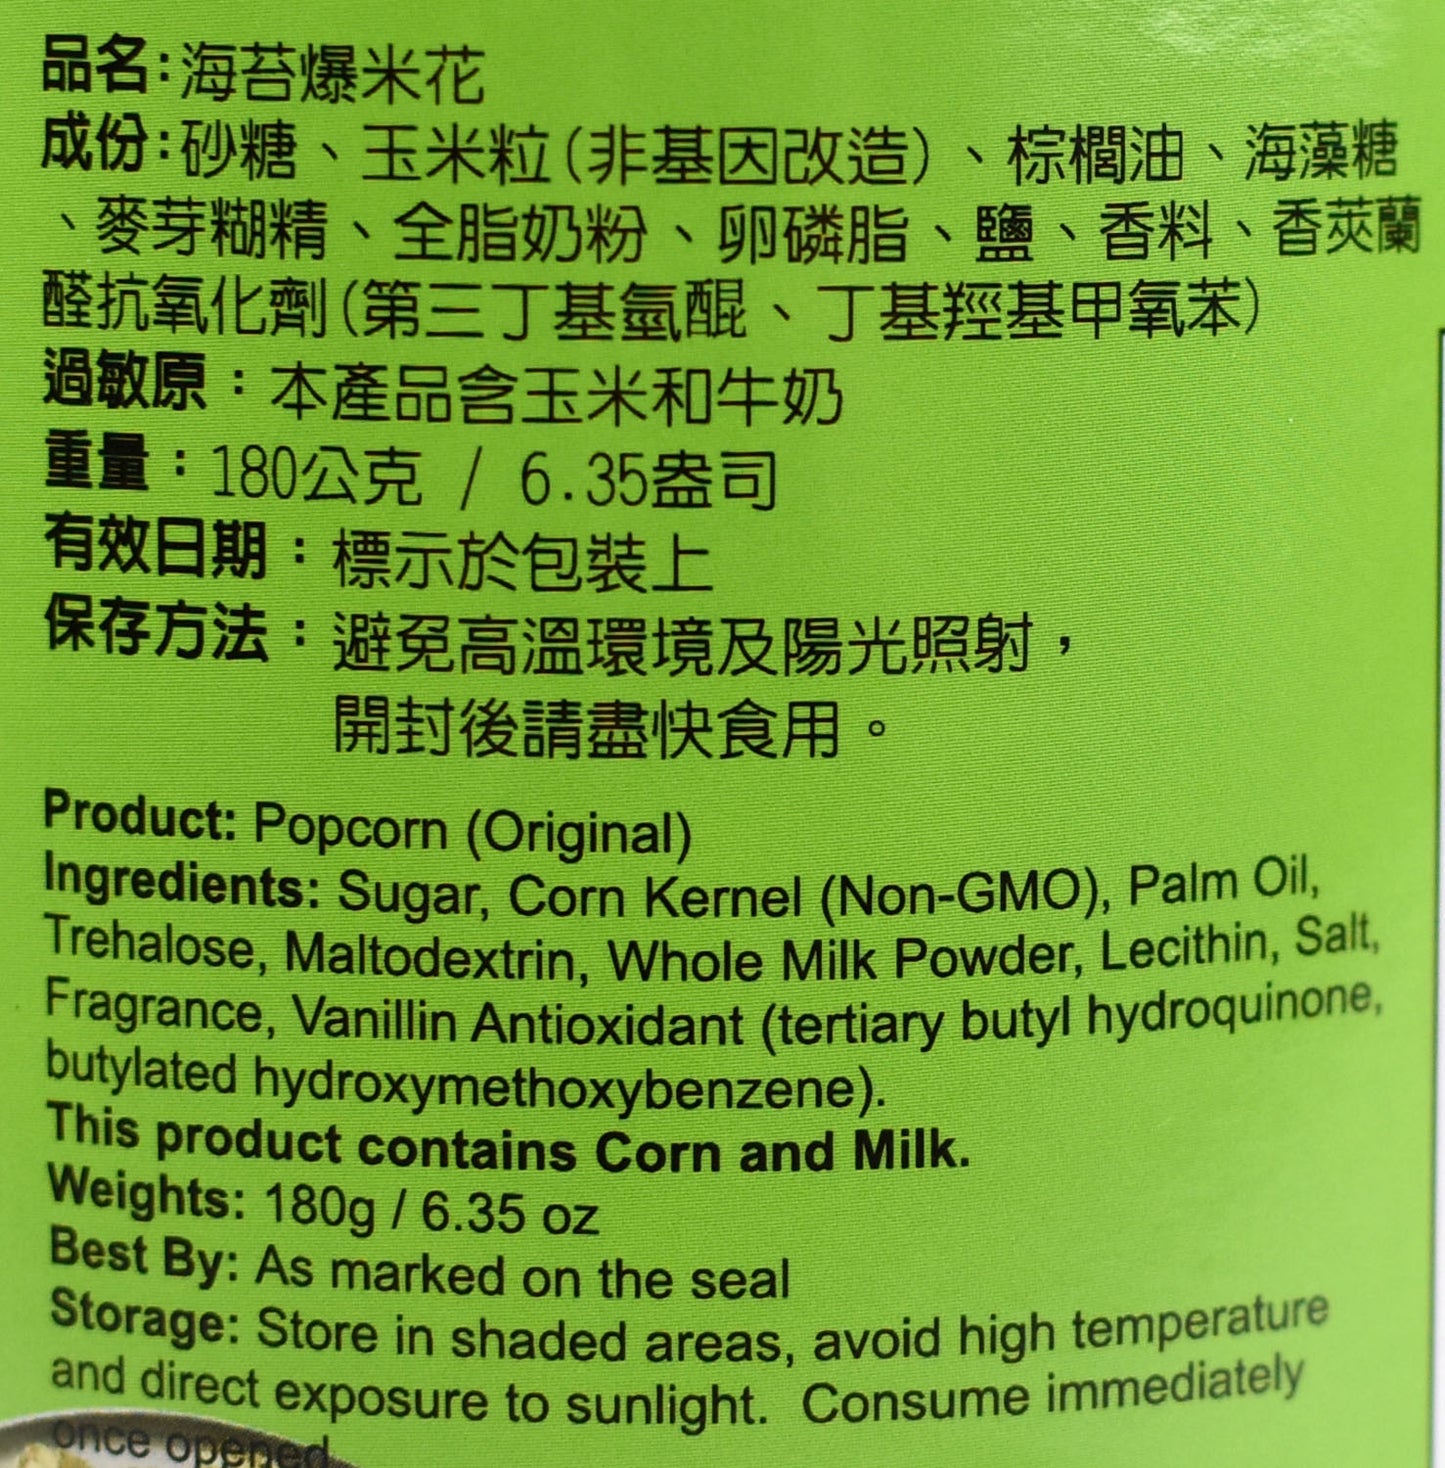 品名:海苔爆米花
成份:砂糖、玉米粒(非基因改造)、棕櫚油、海藻糖
、麥芽糊精、全脂奶粉、卵磷脂、鹽、香料、香莢蘭
醛抗氧化劑(第三丁基氫醌、丁基羥基甲氧苯)
過敏原：本產品含玉米和牛奶
重量：180公克 / 6.35盎司
有效日期：標示於包裝上
保存方法：避免高溫環境及陽光照射，
開封後請盡快食用。
Product: Popcorn (Original)
Ingredients: Sugar, Corn Kernel (Non-GMO), Palm Oil,
Trehalose, Maltodextrin, Whole Milk Powder, Lecithin, Salt,
Fragrance, Vanillin Antioxidant (tertiary butyl hydroquinone,
butylated hydroxymethoxybenzene).
This product contains Corn and Milk.
Weights: 180g / 6.35 oz
Best By: As marked on the seal
Storage: Store in shaded areas, avoid high temperature
and direct exposure to sunlight. Consume immediately
once opened